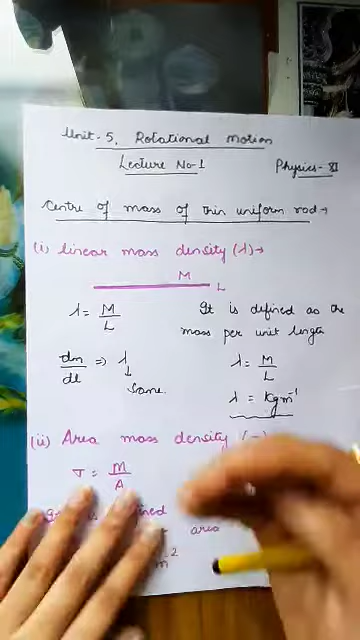 Unit-5, Rotational Motion
Lecture No-1
Physics-XI
Centre of mass of thin uniform rod→
(i) linear mass density (λ)→
M
L
λ = M/L
It is defined as the
mass per unit length
dm/dl => λ
↓
Same.
λ = M/L
λ = Kgm⁻¹
(ii) Area mass density (
σ = M/A
is
area
m²